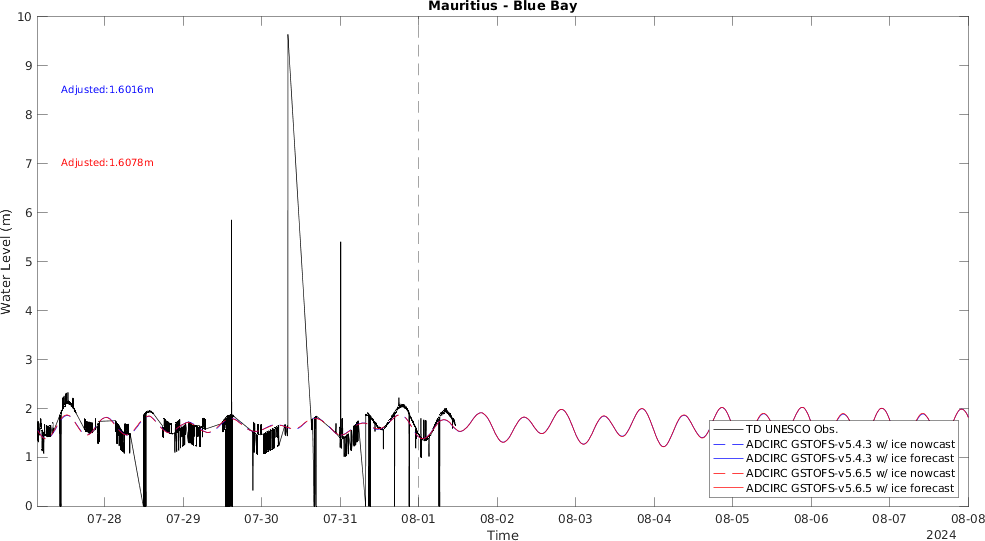 Mauritius - Blue Bay
10
9
8
7
6
5
4
3
2
1
0
Water Level (m)
Adjusted:1.6016m
Adjusted:1.6078m
TD UNESCO Obs.
ADCIRC GSTOFS-v5.4.3 w/ ice nowcast
ADCIRC GSTOFS-v5.4.3 w/ ice forecast
ADCIRC GSTOFS-v5.6.5 w/ ice nowcast
ADCIRC GSTOFS-v5.6.5 w/ ice forecast
07-28 07-29 07-30 07-31 08-01 08-02 08-03 08-04 08-05 08-06 08-07 08-08
Time
2024